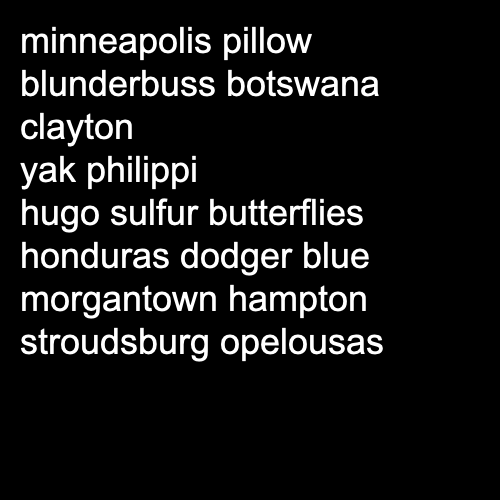 minneapolis pillow
blunderbuss botswana
clayton
yak philippi
hugo sulfur butterflies
honduras dodger blue
morgantown hampton
stroudsburg opelousas